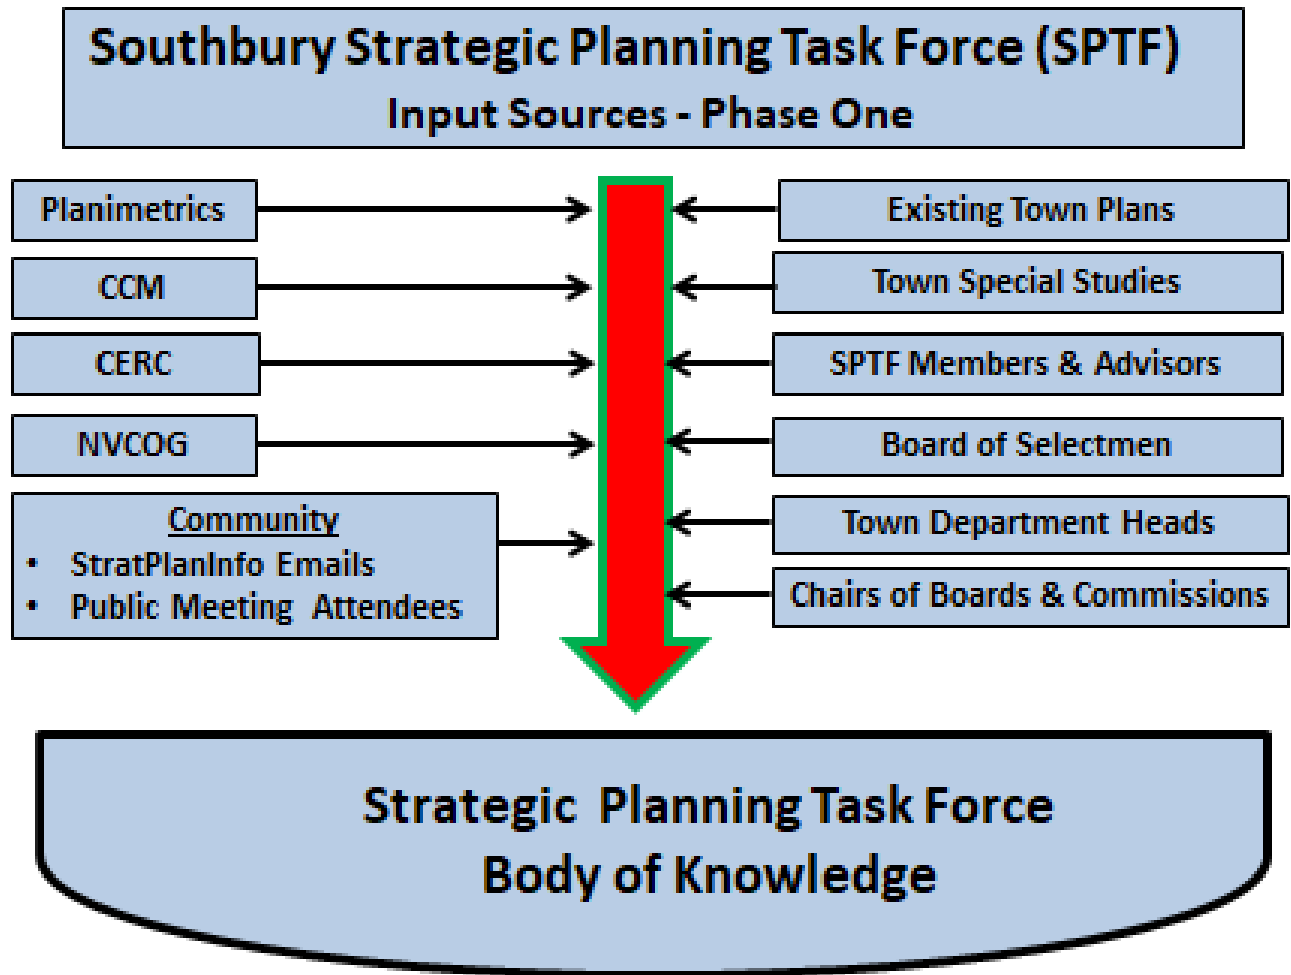 Southbury Strategic Planning Task Force (SPTF)
Input Sources - Phase One
Planimetrics
CCM
CERC
NVCOG
Community
• StratPlanInfo Emails
• Public Meeting Attendees
Existing Town Plans
Town Special Studies
SPTF Members & Advisors
Board of Selectmen
Town Department Heads
Chairs of Boards & Commissions
Strategic Planning Task Force
Body of Knowledge